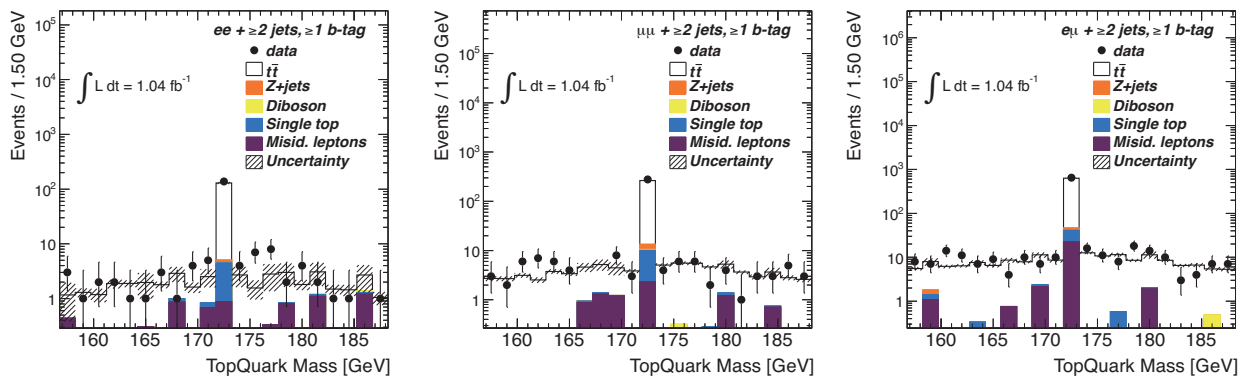 Events / 1.50 GeV
10⁵
10⁴
10³
10²
10
1
ee + ≥2 jets, ≥1 b-tag
data
tt̄
∫ L dt = 1.04 fb⁻¹
Z+jets
Diboson
Single top
Misid. leptons
Uncertainty
160 165 170 175 180 185
TopQuark Mass [GeV]
Events / 1.50 GeV
10⁵
10⁴
10³
10²
10
1
μμ + ≥2 jets, ≥1 b-tag
data
tt̄
∫ L dt = 1.04 fb⁻¹
Z+jets
Diboson
Single top
Misid. leptons
Uncertainty
160 165 170 175 180 185
TopQuark Mass [GeV]
Events / 1.50 GeV
10⁶
10⁵
10⁴
10³
10²
10
1
eμ + ≥2 jets, ≥1 b-tag
data
tt̄
∫ L dt = 1.04 fb⁻¹
Z+jets
Diboson
Single top
Misid. leptons
Uncertainty
160 165 170 175 180 185
TopQuark Mass [GeV]